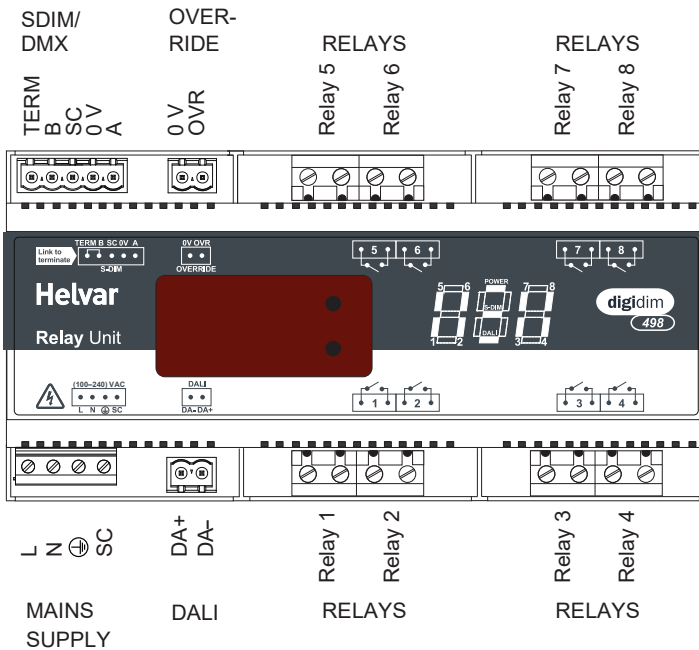 SDIM/
DMX
OVER-
RIDE
RELAYS
RELAYS
TERM
B
SC
0 V
A
0 V
OVR
Relay 5
Relay 6
Relay 7
Relay 8
Link to
terminate
TERM B SC 0V A
S-DIM
0V OVR
OVERRIDE
5 6
7 8
Helvar
Relay Unit
5 6 POWER 7 8
S-DIM
DALI
1 2 3 4
digidim
498
(100–240) VAC
L N SC
DALI
DA– DA+
1 2
3 4
L
N
SC
DA+
DA–
Relay 1
Relay 2
Relay 3
Relay 4
MAINS
SUPPLY
DALI
RELAYS
RELAYS